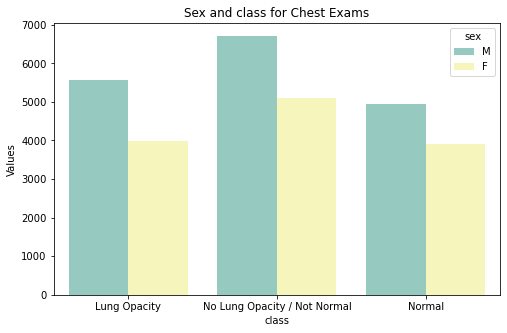 Sex and class for Chest Exams
sex
M
F
Values
7000
6000
5000
4000
3000
2000
1000
0
Lung Opacity
No Lung Opacity / Not Normal
Normal
class